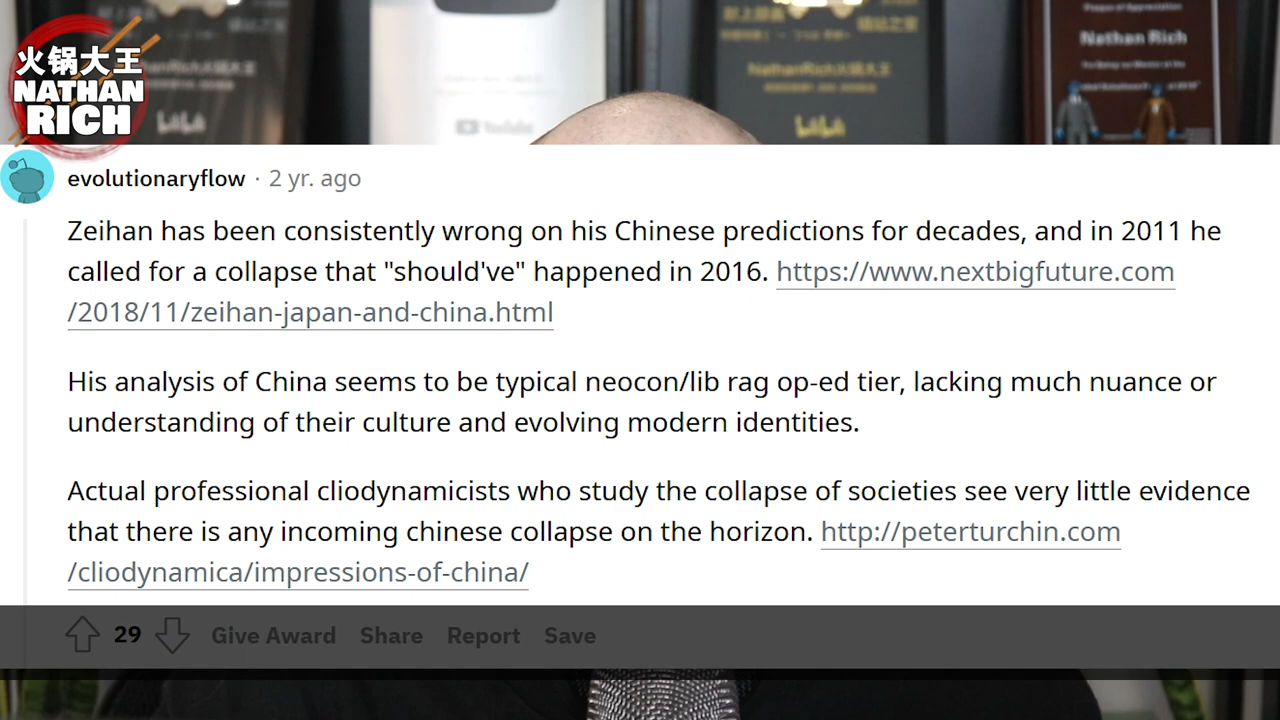 火锅大王
NATHAN
RICH
Nathan Rich
YouTube
evolutionaryflow · 2 yr. ago
Zeihan has been consistently wrong on his Chinese predictions for decades, and in 2011 he
called for a collapse that "should've" happened in 2016. https://www.nextbigfuture.com
/2018/11/zeihan-japan-and-china.html
His analysis of China seems to be typical neocon/lib rag op-ed tier, lacking much nuance or
understanding of their culture and evolving modern identities.
Actual professional cliodynamicists who study the collapse of societies see very little evidence
that there is any incoming chinese collapse on the horizon. http://peterturchin.com
/cliodynamica/impressions-of-china/
29 Give Award Share Report Save